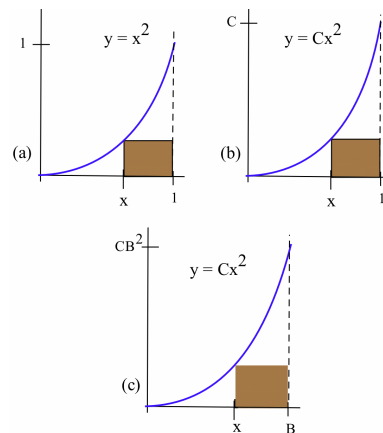 y = x²
1
(a)
x
1
y = Cx²
C
(b)
x
1
CB²
y = Cx²
(c)
x
B